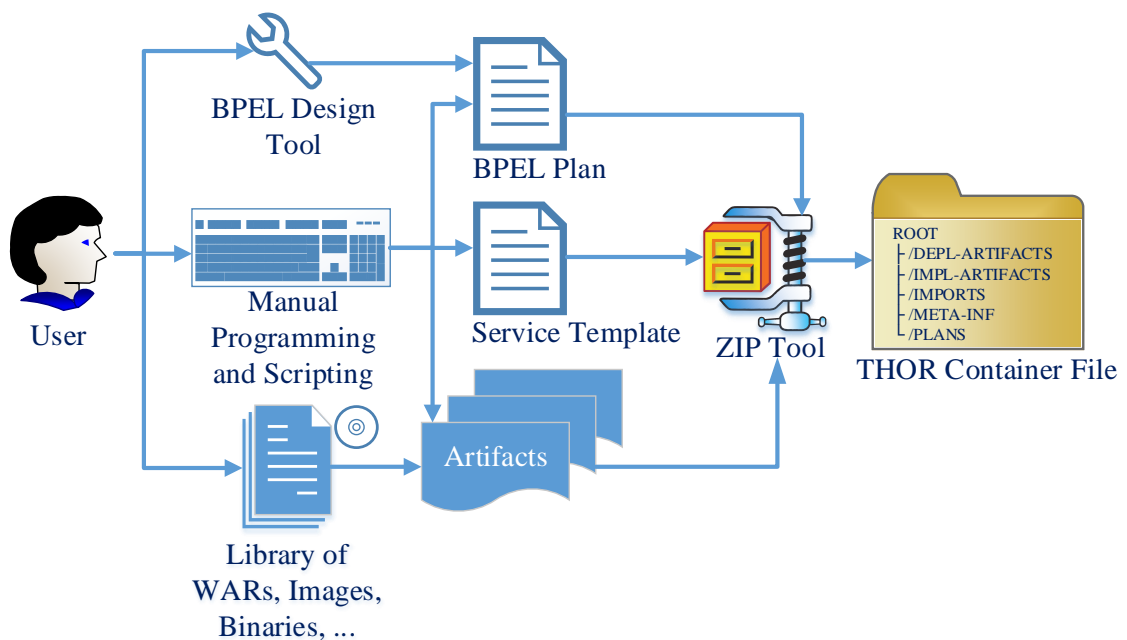 BPEL Design
Tool
BPEL Plan
User
Manual
Programming
and Scripting
Service Template
ZIP Tool
ROOT
/DEPL-ARTIFACTS
/IMPL-ARTIFACTS
/IMPORTS
/META-INF
/PLANS
THOR Container File
Artifacts
Library of
WARs, Images,
Binaries, ...